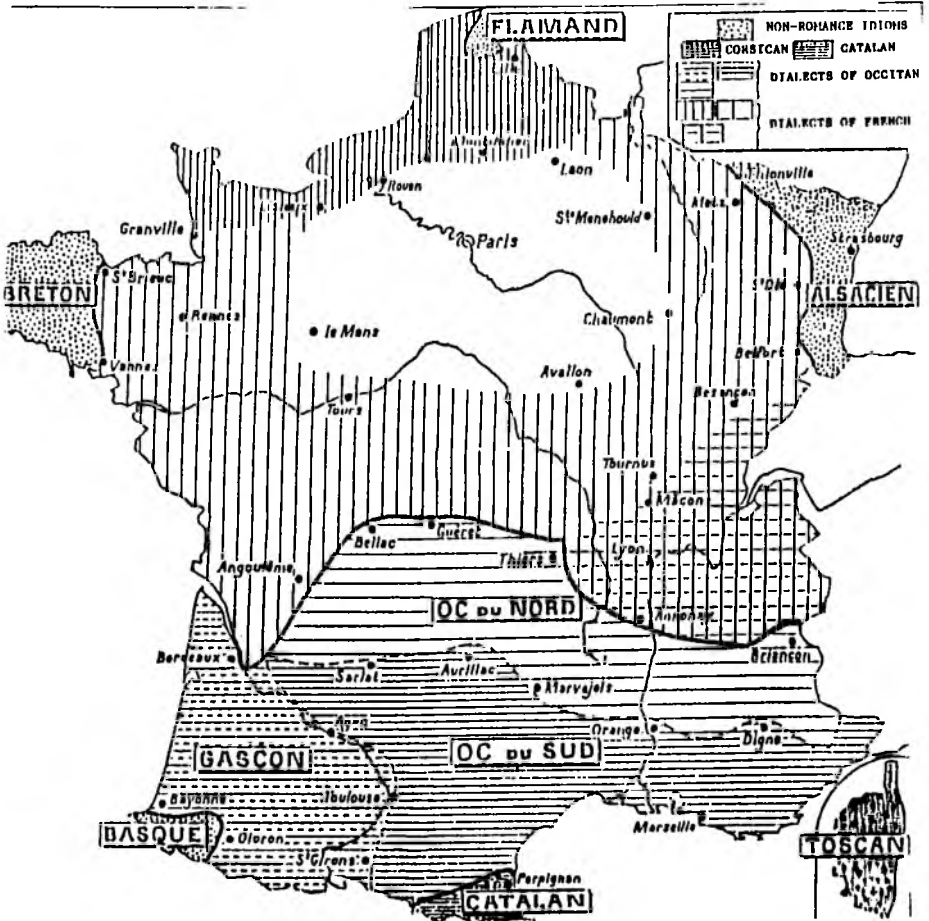 NON-ROMANCE IDIOMS
CORSICAN CATALAN
DIALECTS OF OCCITAN
DIALECTS OF FRENCH
FLAMAND
Thionville
Rouen
Laon
Metz
Granville
Ste Menehould
Paris
Strasbourg
St Brieuc
St Dié
BRETON
ALSACIEN
Rennes
le Mans
Chaumont
Belfort
Vannes
Avallon
Besançon
Tours
Tournus
Mâcon
Bellac
Guéret
Thiers
Lyon
Angoulême
OC DU NORD
Annonay
Bordeaux
Sarlat
Aurillac
Briançon
Marvejols
Agen
Orange
Digne
GASCON
OC DU SUD
Bayonne
Toulouse
Marseille
BASQUE
Oloron
TOSCAN
St Girons
Perpignan
CATALAN